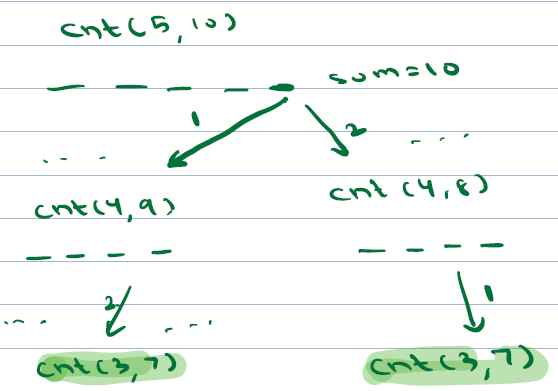 cnt(5,10)
_ _ _ _ _ sum=10
1 2
.... ....
cnt(4,9) cnt(4,8)
_ _ _ _ _ _ _ _
2 1
.... ....
cnt(3,7) cnt(3,7)